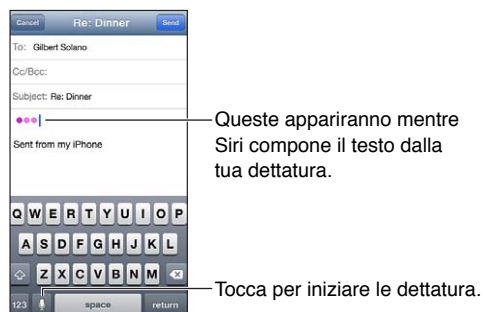 Cancel Re: Dinner Send
To: Gilbert Solano
Cc/Bcc:
Subject: Re: Dinner
Queste appariranno mentre
Siri compone il testo dalla
tua dettatura.
Sent from my iPhone
Q W E R T Y U I O P
A S D F G H J K L
Z X C V B N M
Tocca per iniziare le dettatura.
123 space return